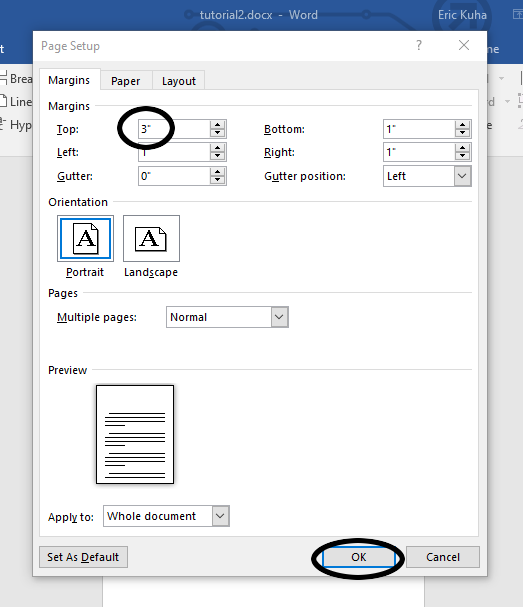 tutorial2.docx - Word
Eric Kuha
Page Setup
? ×
t
ne
Brea
Line
Hyp
d
e
Margins Paper Layout
Margins
Top: 3" Bottom: 1"
Left: 1" Right: 1"
Gutter: 0" Gutter position: Left
Orientation
A A
Portrait Landscape
Pages
Multiple pages: Normal
Preview
Apply to: Whole document
Set As Default OK Cancel